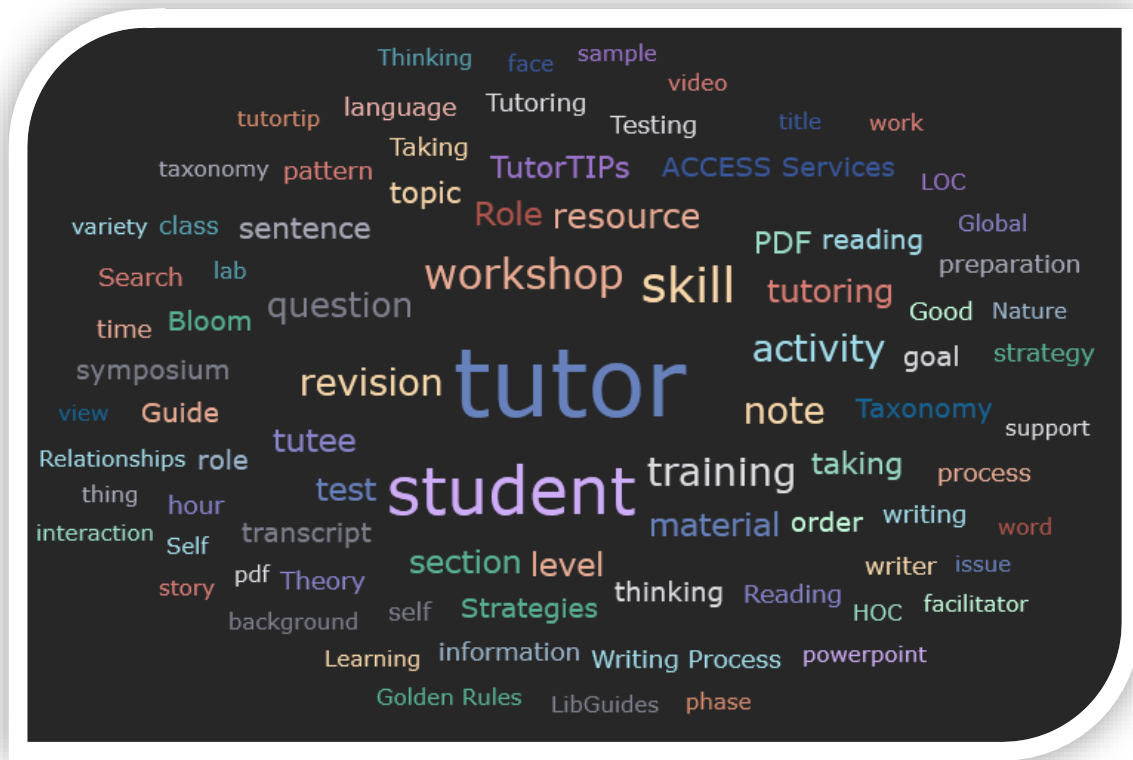 Thinking face sample
video
tutortip language Tutoring Testing title work
Taking
taxonomy pattern TutorTIPs ACCESS Services LOC
topic
variety class sentence Role resource Global
PDF reading
Search lab workshop skill tutoring preparation
time Bloom question Good Nature
symposium revision tutor activity goal strategy
view Guide note Taxonomy support
tutee
Relationships role student training taking process
thing hour test
interaction Self transcript material order writing word
section level writer issue
story pdf Theory thinking Reading HOC facilitator
background self Strategies
Learning information Writing Process powerpoint
Golden Rules LibGuides phase